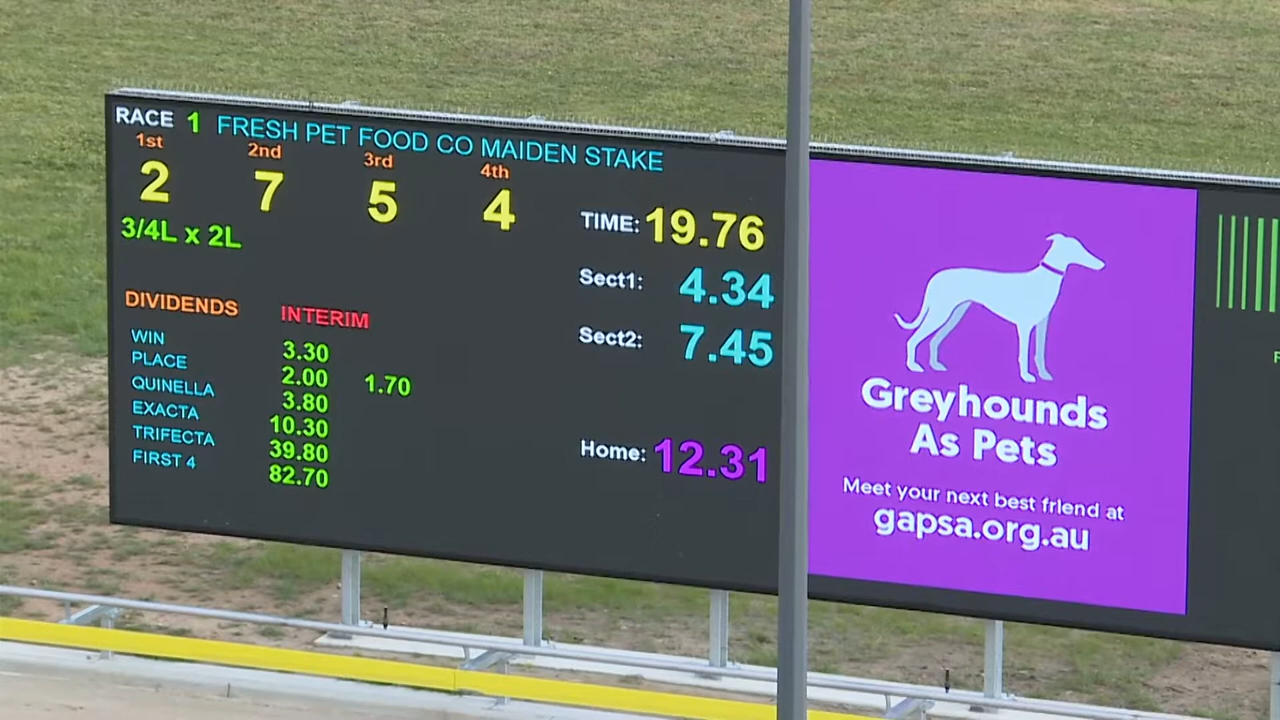 RACE 1 FRESH PET FOOD CO MAIDEN STAKE
1st 2nd 3rd 4th
2 7 5 4
3/4L x 2L
TIME: 19.76
Sect1: 4.34
Sect2: 7.45
Home: 12.31
DIVIDENDS INTERIM
WIN 3.30
PLACE 2.00 1.70
QUINELLA 3.80
EXACTA 10.30
TRIFECTA 39.80
FIRST 4 82.70
Greyhounds
As Pets
Meet your next best friend at
gapsa.org.au